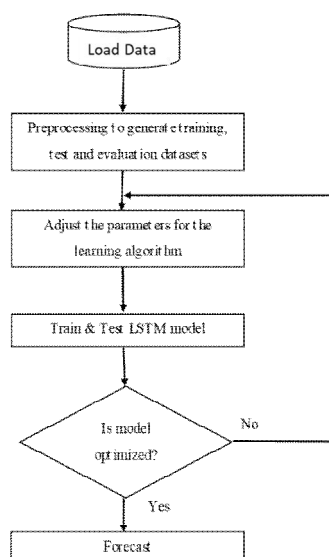 Load Data
Preprocessing to generate training,
test and evaluation datasets
Adjust the parameters for the
learning algorithm
Train & Test LSTM model
Is model
optimized?
No
Yes
Forecast